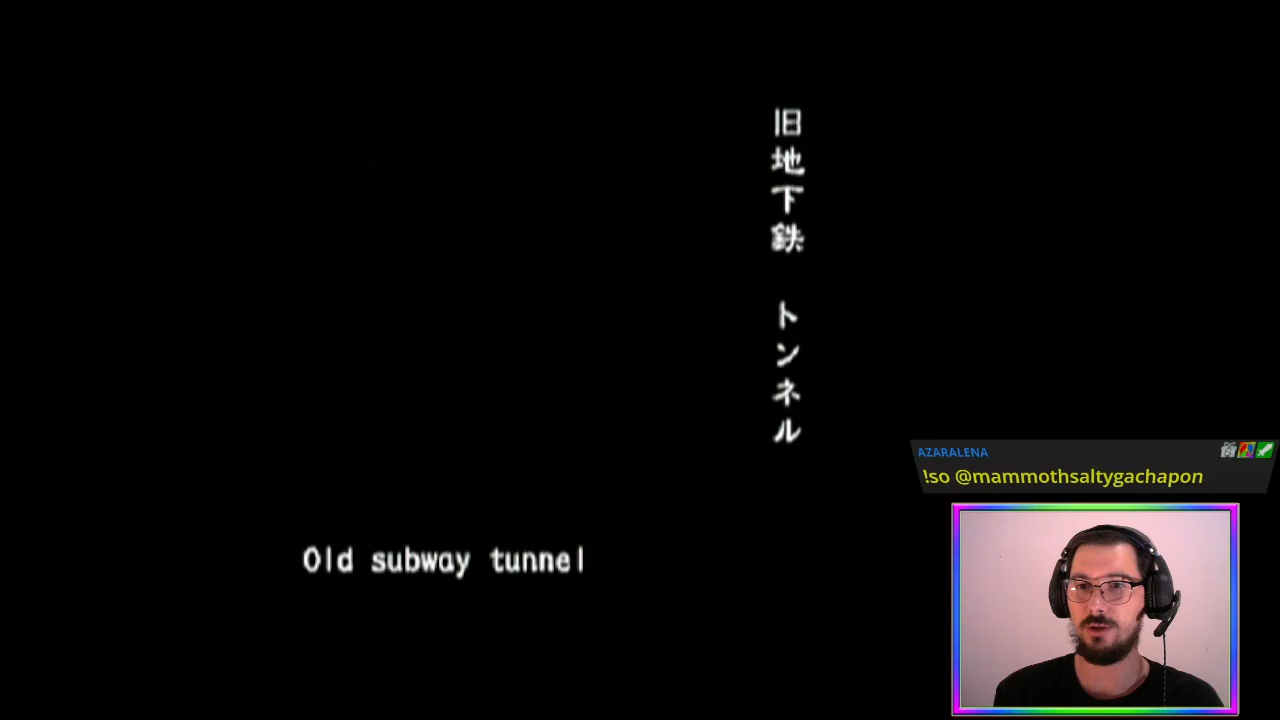 旧地下鉄 トンネル
Old subway tunnel
AZARALENA
!so @mammothsaltygachapon